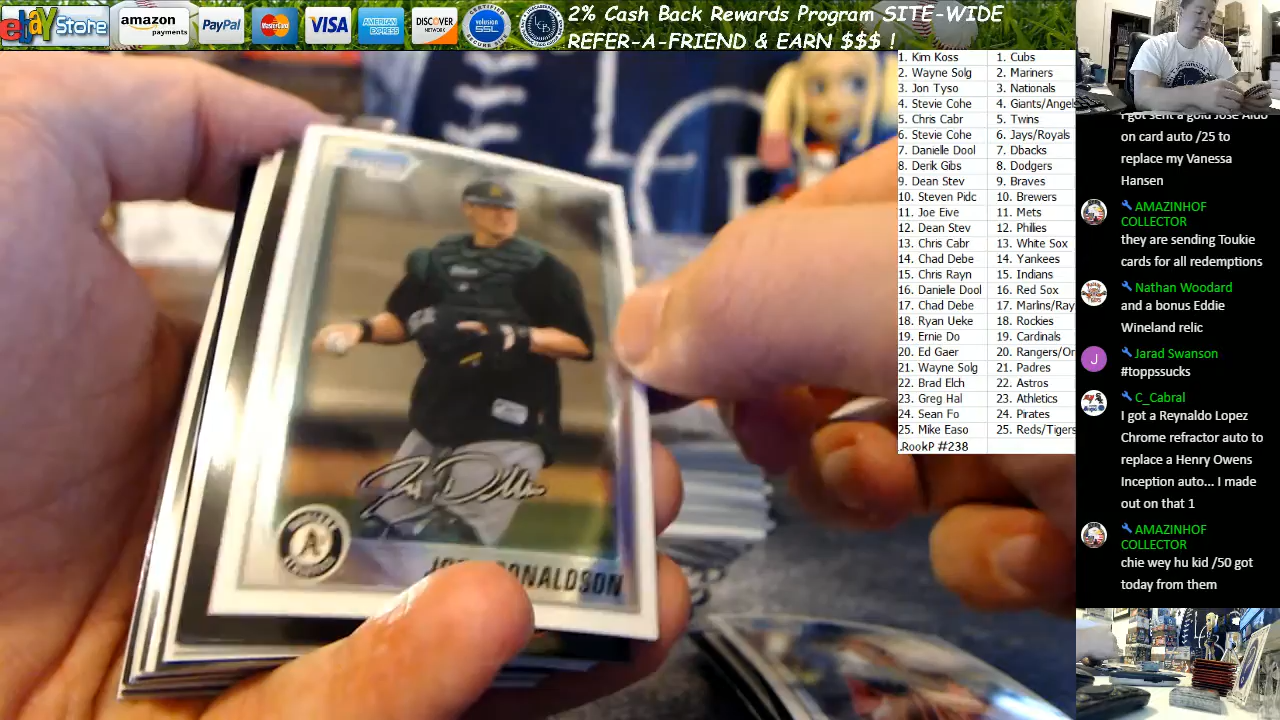 ebay Store
amazon
payments
PayPal
MasterCard
VISA
AMERICAN EXPRESS
DISCOVER
NETWORK
volusion
SSL
2% Cash Back Rewards Program SITE-WIDE
REFER-A-FRIEND & EARN $$$ !
1. Kim Koss 1. Cubs
2. Wayne Solg 2. Mariners
3. Jon Tyso 3. Nationals
4. Stevie Cohe 4. Giants/Angels
5. Chris Cabr 5. Twins
6. Stevie Cohe 6. Jays/Royals
7. Danielle Dool 7. Dbacks
8. Derik Gibs 8. Dodgers
9. Dean Stev 9. Braves
10. Steven Pidc 10. Brewers
11. Joe Eive 11. Mets
12. Dean Stev 12. Philies
13. Chris Cabr 13. White Sox
14. Chad Debe 14. Yankees
15. Chris Rayn 15. Indians
16. Danielle Dool 16. Red Sox
17. Chad Debe 17. Marlins/Ray
18. Ryan Ueke 18. Rockies
19. Ernie Do 19. Cardinals
20. Ed Gaer 20. Rangers/Or
21. Wayne Solg 21. Padres
22. Brad Elch 22. Astros
23. Greg Hal 23. Athletics
24. Sean Fo 24. Pirates
25. Mike Easo 25. Reds/Tigers
.RookP #238
I got sent a gold Jose Aldo
on card auto /25 to
replace my Vanessa
Hansen
AMAZINHOF
COLLECTOR
they are sending Toukie
cards for all redemptions
Nathan Woodard
and a bonus Eddie
Wineland relic
J
Jarad Swanson
#toppssucks
C_Cabral
I got a Reynaldo Lopez
Chrome refractor auto to
replace a Henry Owens
Inception auto... I made
out on that 1
AMAZINHOF
COLLECTOR
chie wey hu kid /50 got
today from them
A
DONALDSON